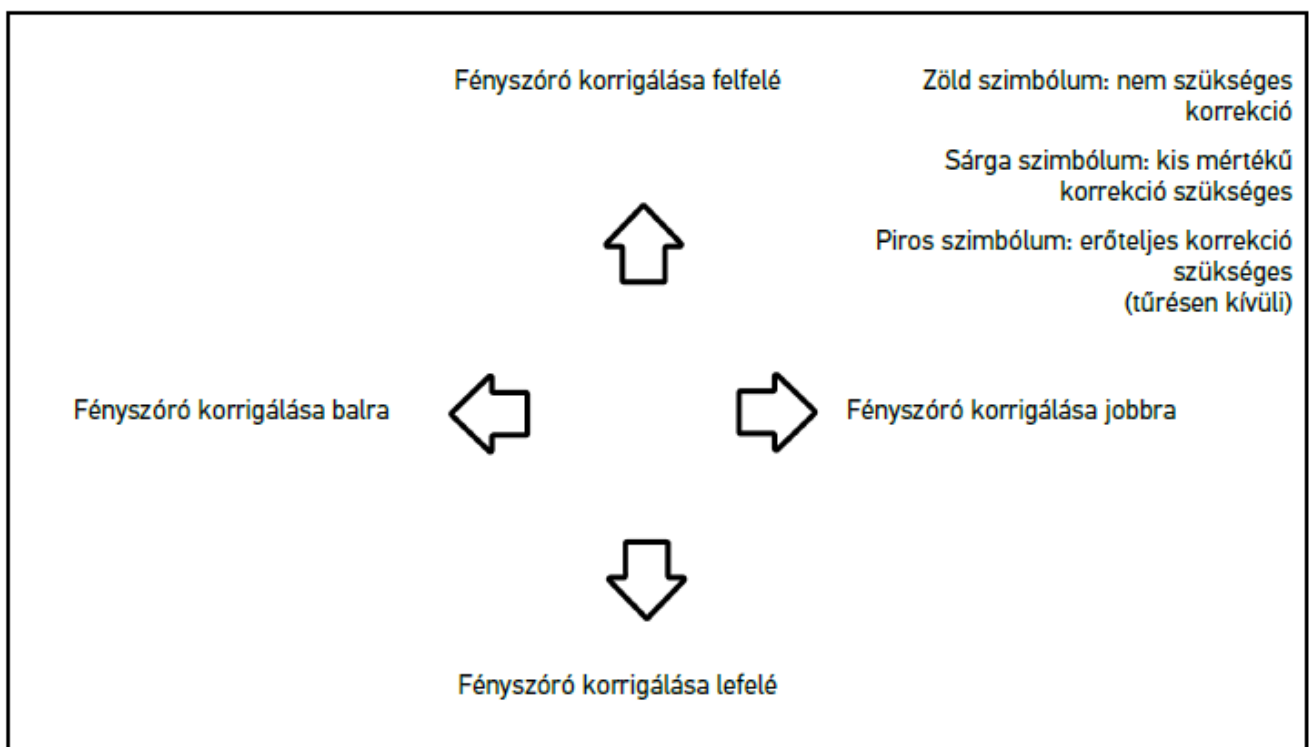 Fényszóró korrigálása felfelé
Zöld szimbólum: nem szükséges
korrekció
Sárga szimbólum: kis mértékű
korrekció szükséges
Piros szimbólum: erőteljes korrekció
szükséges
(tűrésen kívüli)
Fényszóró korrigálása balra
Fényszóró korrigálása jobbra
Fényszóró korrigálása lefelé